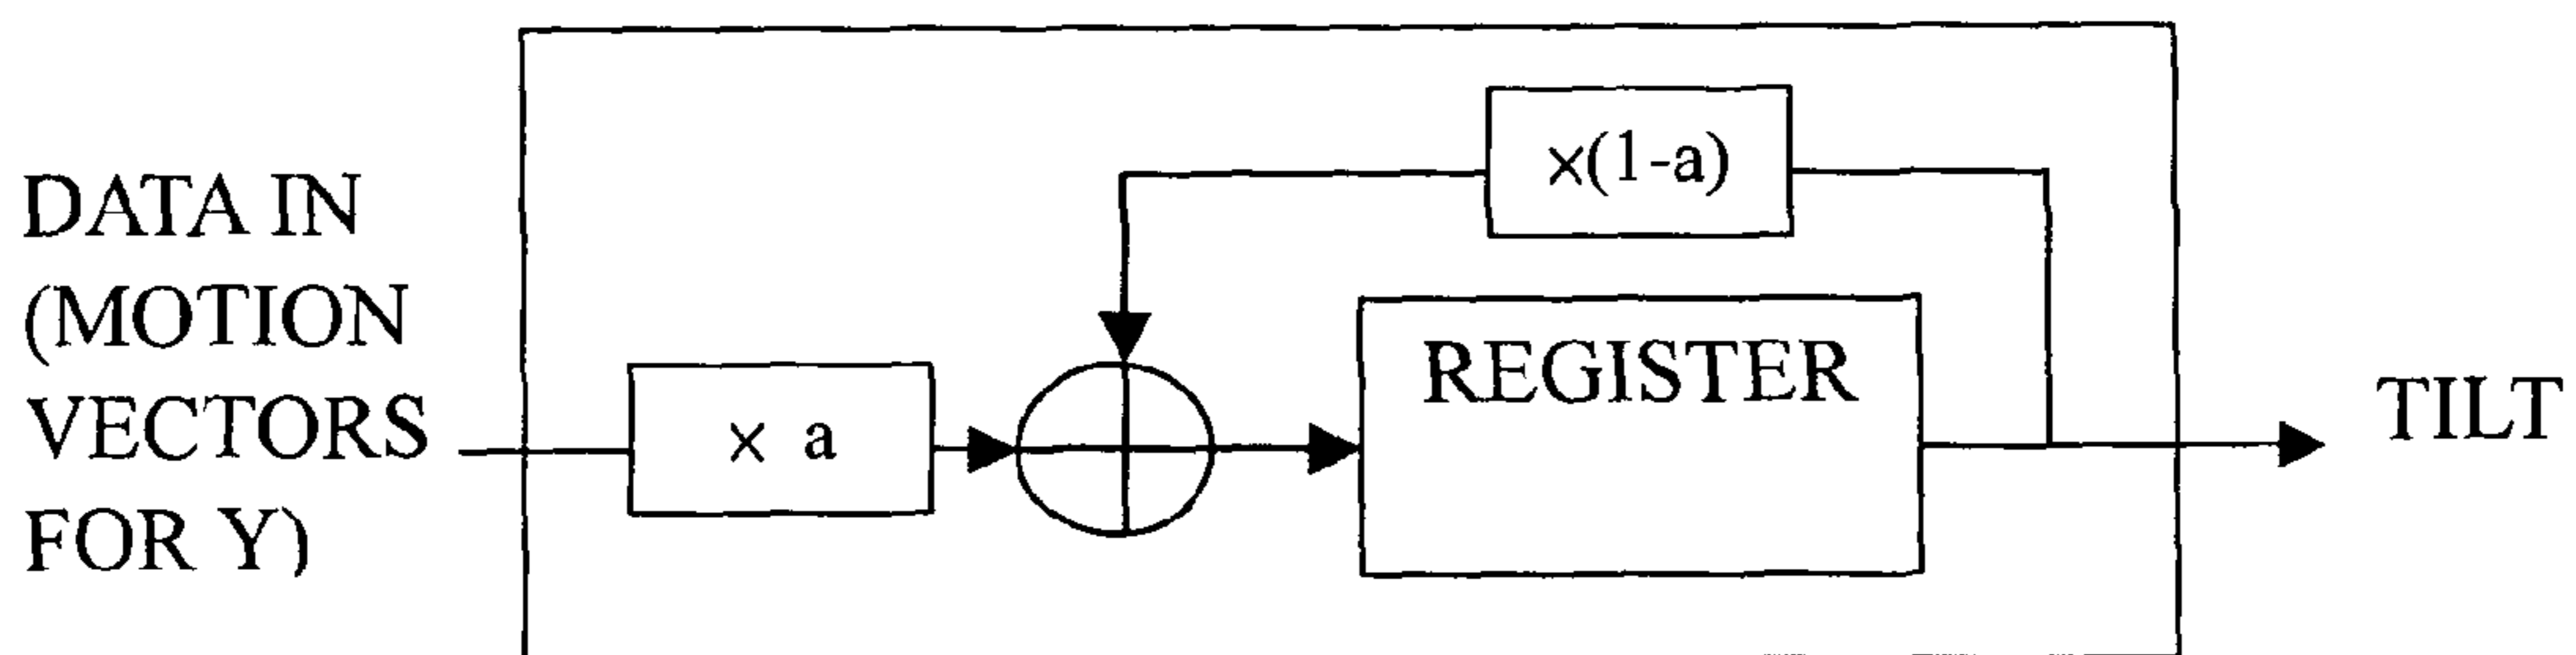 DATA IN
(MOTION
VECTORS
FOR Y)
× a
×(1-a)
REGISTER
TILT